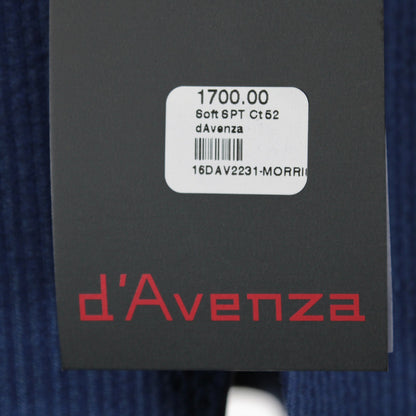 1700.00
Soft SPT Ct 52
dAvenza
16DAV2231-MORRI
d'Avenza